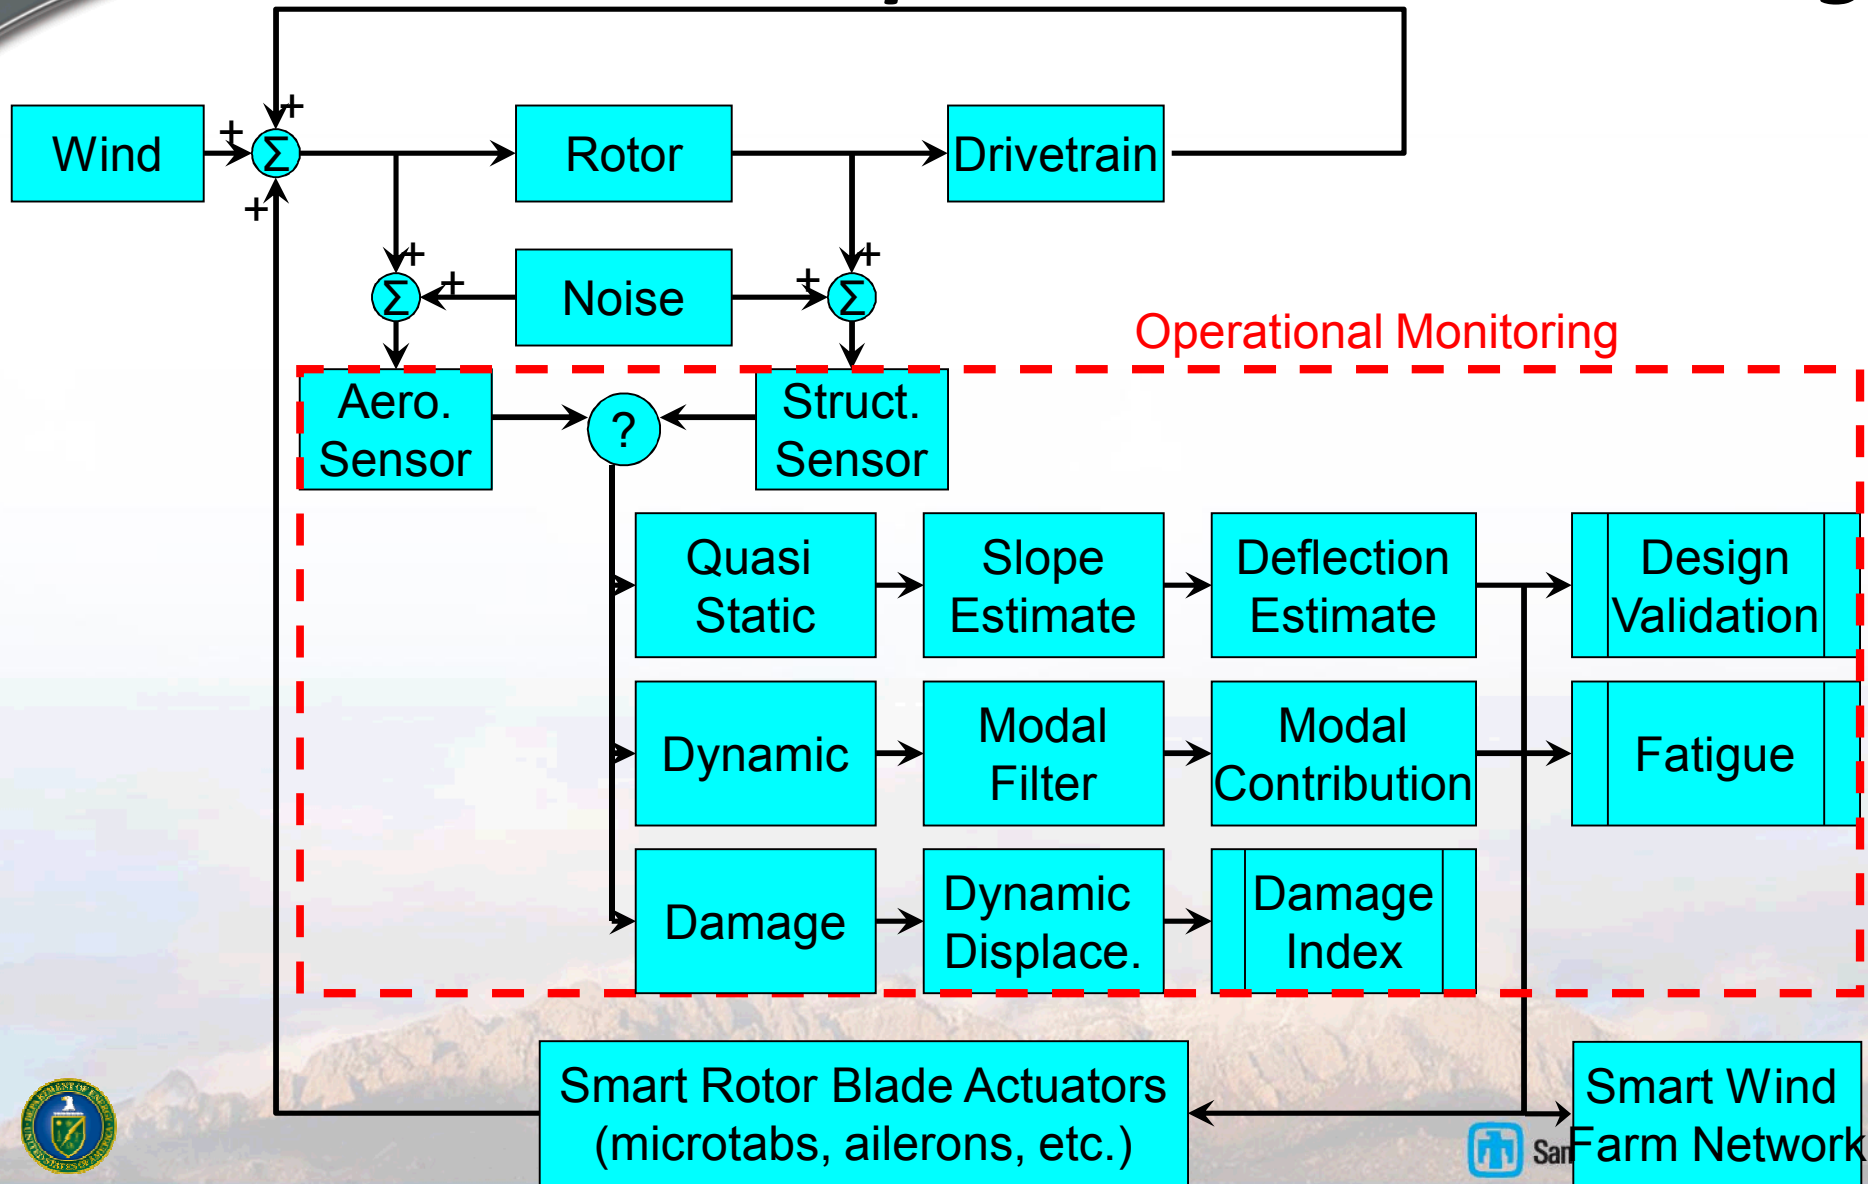 +
+
Wind
Σ
Rotor
Drivetrain
+
+
+
+
+
Σ
Noise
Σ
Operational Monitoring
Aero.
Sensor
?
Struct.
Sensor
Quasi
Static
Slope
Estimate
Deflection
Estimate
Design
Validation
Dynamic
Modal
Filter
Modal
Contribution
Fatigue
Damage
Dynamic
Displace.
Damage
Index
Smart Rotor Blade Actuators
(microtabs, ailerons, etc.)
Smart Wind
Farm Network
San